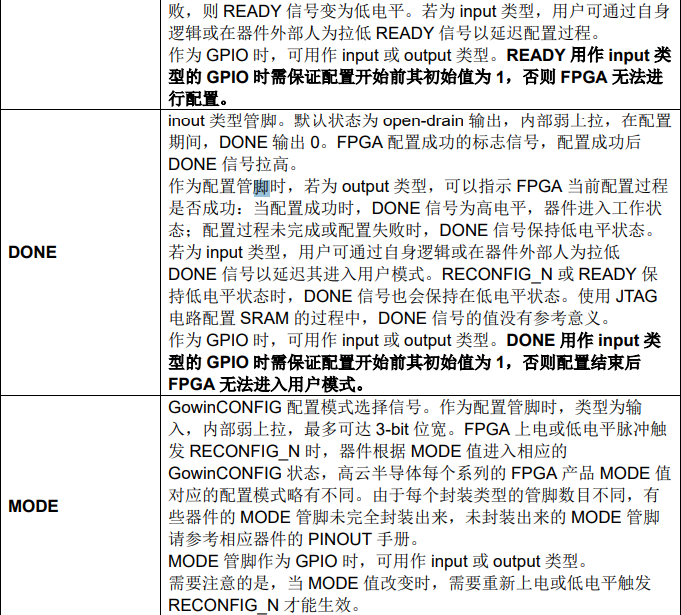 败，则 READY 信号变为低电平。若为 input 类型，用户可通过自身
逻辑或在器件外部人为拉低 READY 信号以延迟配置过程。
作为 GPIO 时，可用作 input 或 output 类型。READY 用作 input 类
型的 GPIO 时需保证配置开始前其初始值为 1，否则 FPGA 无法进
行配置。
DONE
inout 类型管脚。默认状态为 open-drain 输出，内部弱上拉，在配置
期间，DONE 输出 0。FPGA 配置成功的标志信号，配置成功后
DONE 信号拉高。
作为配置管脚时，若为 output 类型，可以指示 FPGA 当前配置过程
是否成功：当配置成功时，DONE 信号为高电平，器件进入工作状
态；配置过程未完成或配置失败时，DONE 信号保持低电平状态。
若为 input 类型，用户可通过自身逻辑或在器件外部人为拉低
DONE 信号以延迟其进入用户模式。RECONFIG_N 或 READY 保
持低电平状态时，DONE 信号也会保持在低电平状态。使用 JTAG
电路配置 SRAM 的过程中，DONE 信号的值没有参考意义。
作为 GPIO 时，可用作 input 或 output 类型。DONE 用作 input 类
型的 GPIO 时需保证配置开始前其初始值为 1，否则配置结束后
FPGA 无法进入用户模式。
MODE
GowinCONFIG 配置模式选择信号。作为配置管脚时，类型为输
入，内部弱上拉，最多可达 3-bit 位宽。FPGA 上电或低电平脉冲触
发 RECONFIG_N 时，器件根据 MODE 值进入相应的
GowinCONFIG 状态，高云半导体每个系列的 FPGA 产品 MODE 值
对应的配置模式略有不同。由于每个封装类型的管脚数目不同，有
些器件的 MODE 管脚未完全封装出来，未封装出来的 MODE 管脚
请参考相应器件的 PINOUT 手册。
MODE 管脚作为 GPIO 时，可用作 input 或 output 类型。
需要注意的是，当 MODE 值改变时，需要重新上电或低电平触发
RECONFIG_N 才能生效。